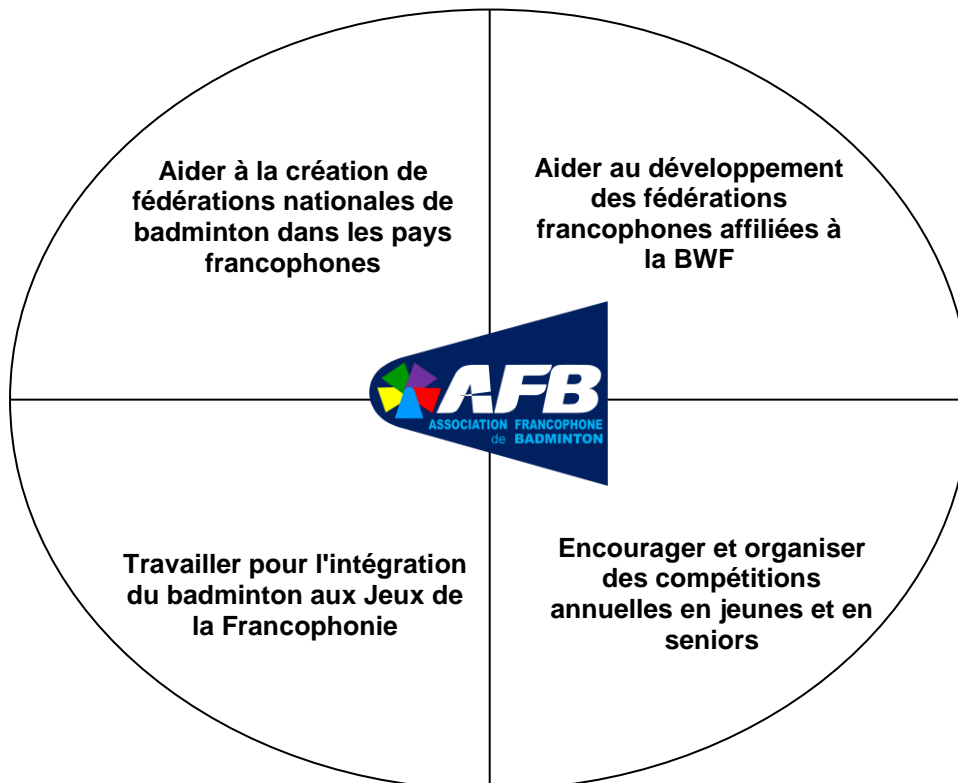 Aider à la création de
fédérations nationales de
badminton dans les pays
francophones
Aider au développement
des fédérations
francophones affiliées à
la BWF
AFB
ASSOCIATION FRANCOPHONE
de BADMINTON
Travailler pour l'intégration
du badminton aux Jeux de
la Francophonie
Encourager et organiser
des compétitions
annuelles en jeunes et en
seniors